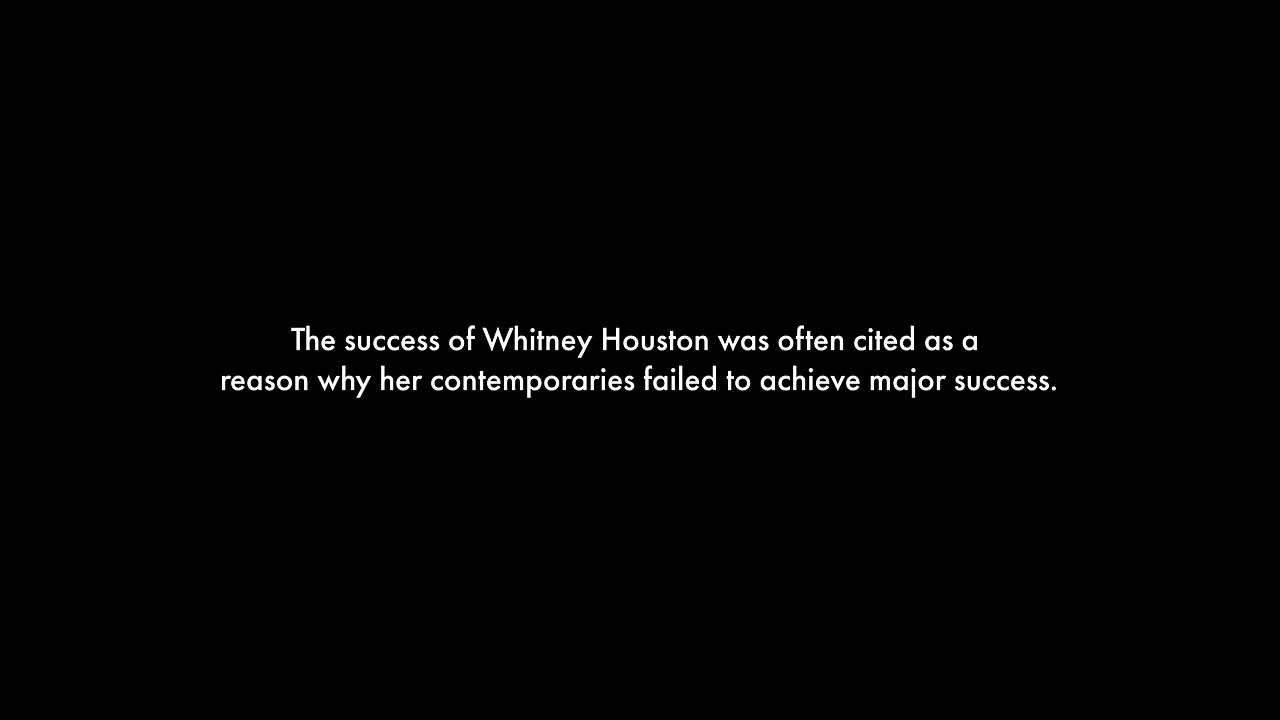 The success of Whitney Houston was often cited as a
reason why her contemporaries failed to achieve major success.